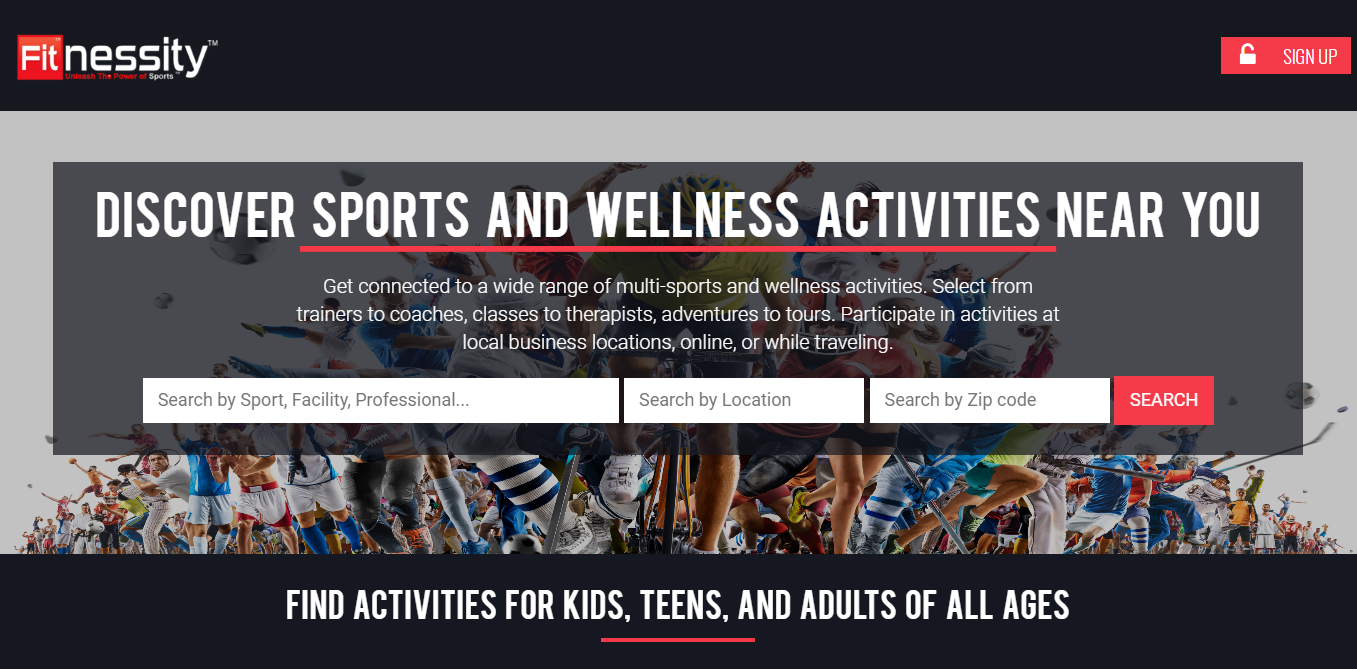 Fitnessity™
Unleash The Power of Sports
SIGN UP
DISCOVER SPORTS AND WELLNESS ACTIVITIES NEAR YOU
Get connected to a wide range of multi-sports and wellness activities. Select from
trainers to coaches, classes to therapists, adventures to tours. Participate in activities at
local business locations, online, or while traveling.
Search by Sport, Facility, Professional...
Search by Location
Search by Zip code
SEARCH
FIND ACTIVITIES FOR KIDS, TEENS, AND ADULTS OF ALL AGES